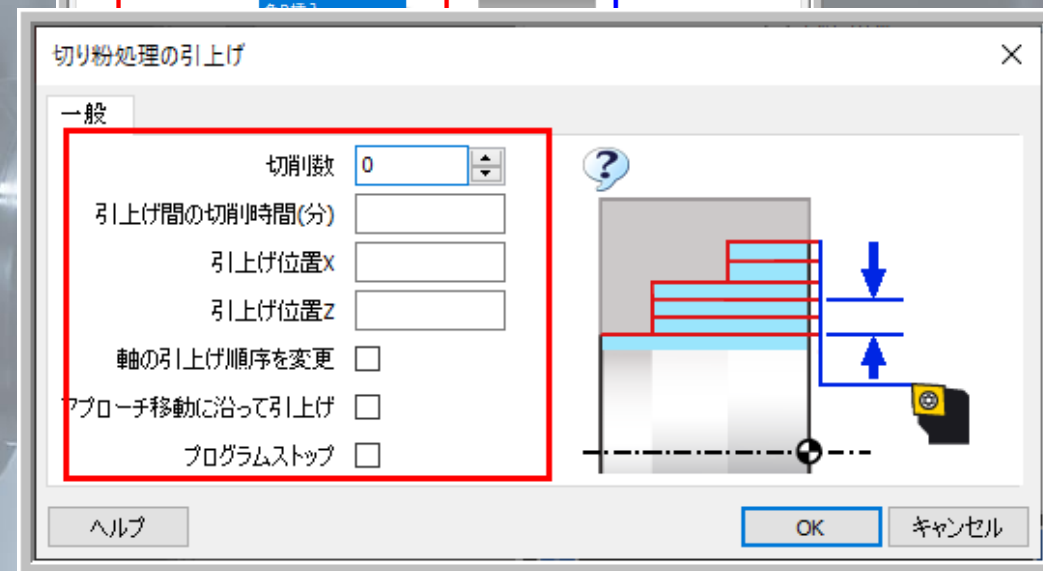 切り粉処理の引上げ
一般
切削数 0
引上げ間の切削時間(分)
引上げ位置X
引上げ位置Z
軸の引上げ順序を変更
アプローチ移動に沿って引上げ
プログラムストップ
ヘルプ
OK
キャンセル